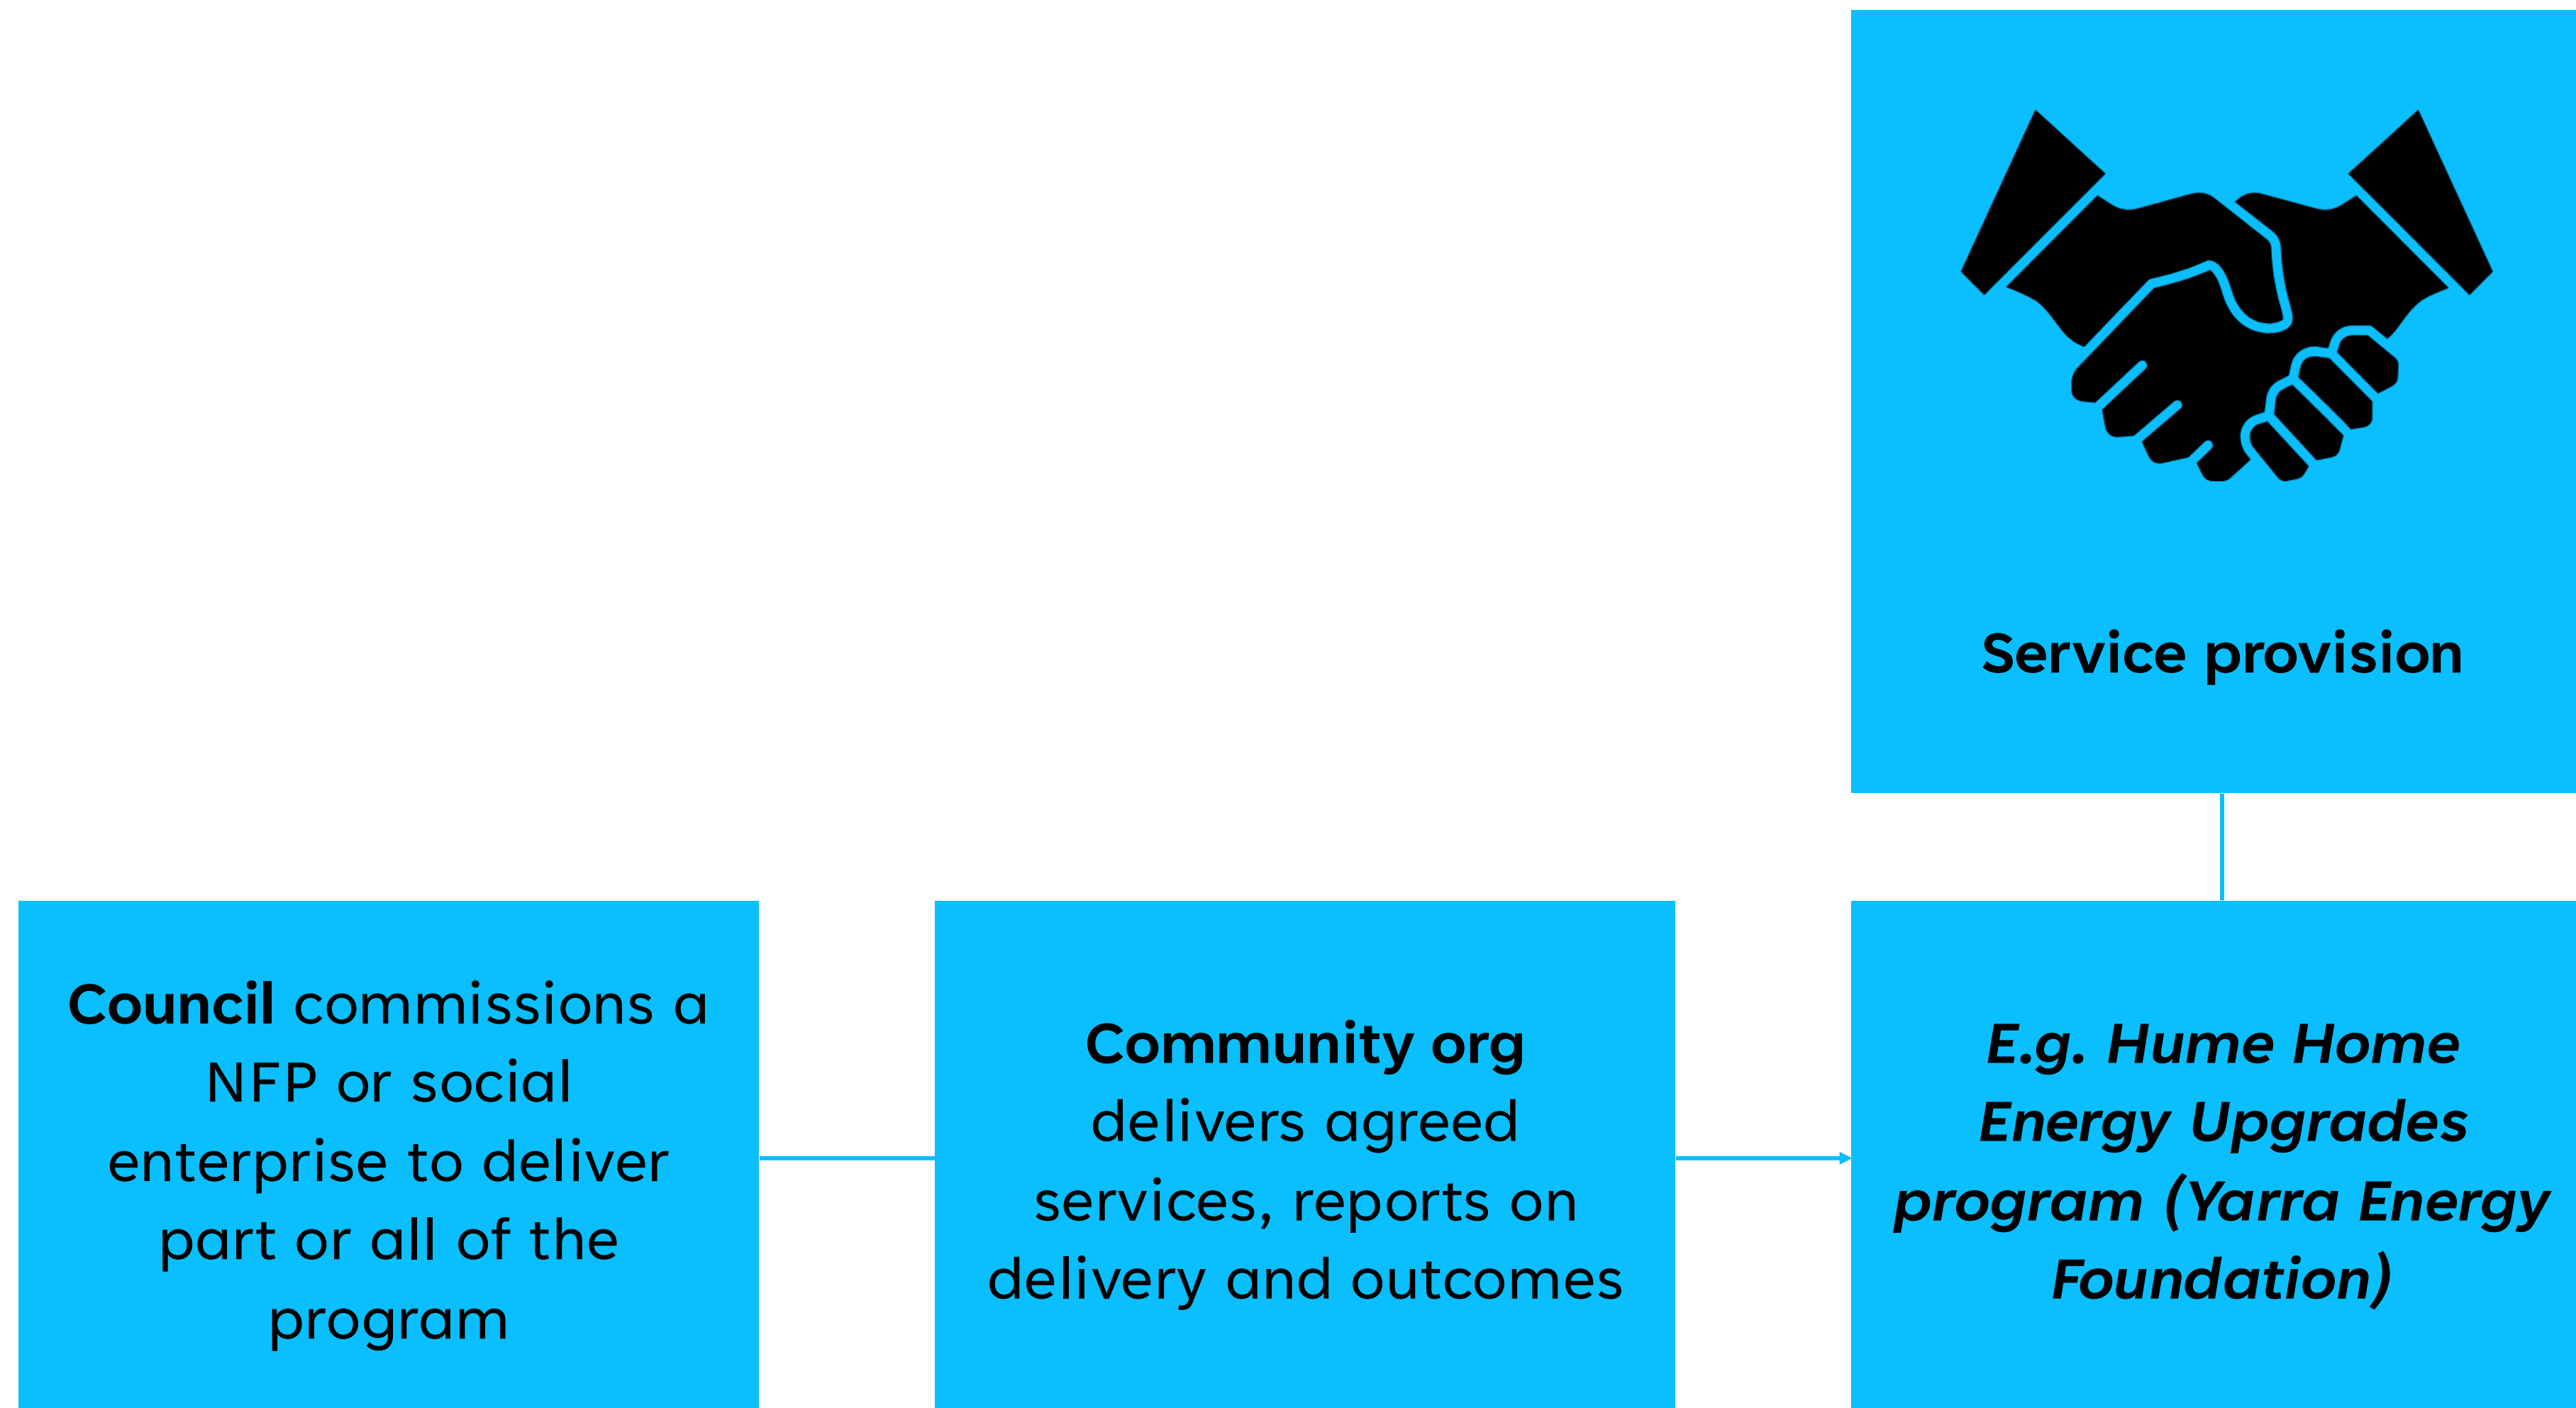 Service provision
Council commissions a
NFP or social
enterprise to deliver
part or all of the
program
Community org
delivers agreed
services, reports on
delivery and outcomes
E.g. Hume Home
Energy Upgrades
program (Yarra Energy
Foundation)